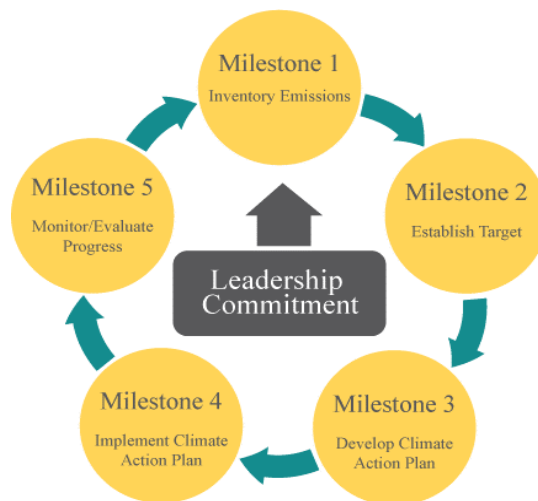 Milestone 1
Inventory Emissions
Milestone 2
Establish Target
Milestone 3
Develop Climate
Action Plan
Milestone 4
Implement Climate
Action Plan
Milestone 5
Monitor/Evaluate
Progress
Leadership
Commitment